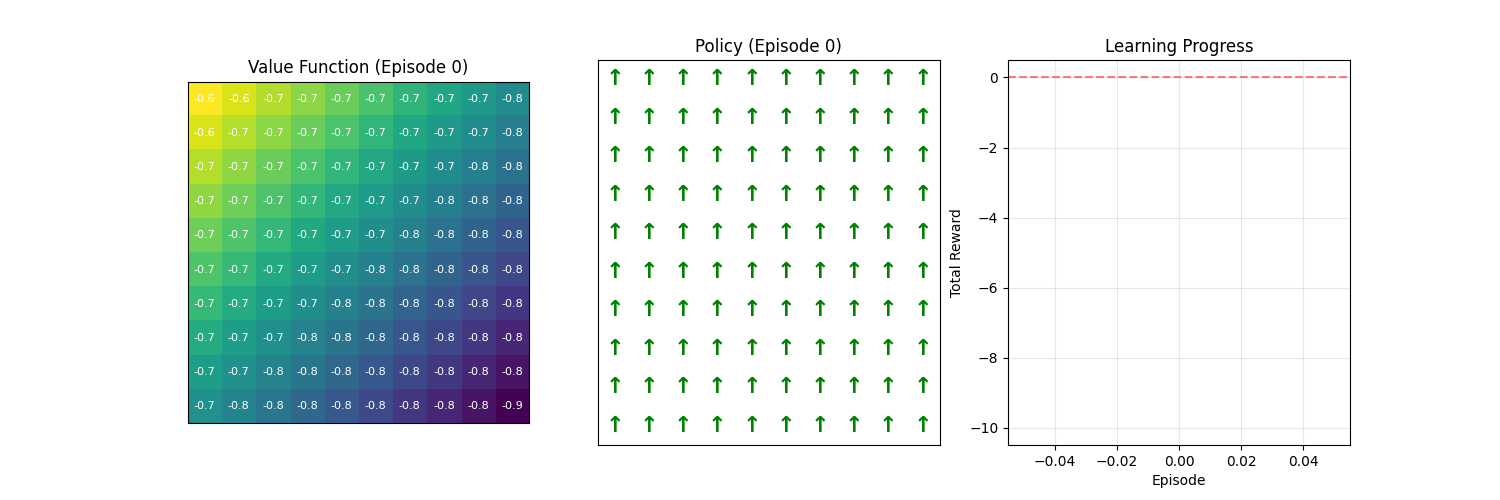 Value Function (Episode 0)
-0.6 -0.6 -0.7 -0.7 -0.7 -0.7 -0.7 -0.7 -0.7 -0.8
-0.6 -0.7 -0.7 -0.7 -0.7 -0.7 -0.7 -0.7 -0.7 -0.8
-0.7 -0.7 -0.7 -0.7 -0.7 -0.7 -0.7 -0.8 -0.8 -0.8
-0.7 -0.7 -0.7 -0.7 -0.7 -0.7 -0.8 -0.8 -0.8 -0.8
-0.7 -0.7 -0.7 -0.7 -0.7 -0.8 -0.8 -0.8 -0.8 -0.8
-0.7 -0.7 -0.7 -0.7 -0.8 -0.8 -0.8 -0.8 -0.8 -0.8
-0.7 -0.7 -0.7 -0.8 -0.8 -0.8 -0.8 -0.8 -0.8 -0.8
-0.7 -0.7 -0.7 -0.8 -0.8 -0.8 -0.8 -0.8 -0.8 -0.8
-0.7 -0.7 -0.8 -0.8 -0.8 -0.8 -0.8 -0.8 -0.8 -0.8
-0.7 -0.8 -0.8 -0.8 -0.8 -0.8 -0.8 -0.8 -0.8 -0.9
Policy (Episode 0)
↑ ↑ ↑ ↑ ↑ ↑ ↑ ↑ ↑ ↑
↑ ↑ ↑ ↑ ↑ ↑ ↑ ↑ ↑ ↑
↑ ↑ ↑ ↑ ↑ ↑ ↑ ↑ ↑ ↑
↑ ↑ ↑ ↑ ↑ ↑ ↑ ↑ ↑ ↑
↑ ↑ ↑ ↑ ↑ ↑ ↑ ↑ ↑ ↑
↑ ↑ ↑ ↑ ↑ ↑ ↑ ↑ ↑ ↑
↑ ↑ ↑ ↑ ↑ ↑ ↑ ↑ ↑ ↑
↑ ↑ ↑ ↑ ↑ ↑ ↑ ↑ ↑ ↑
↑ ↑ ↑ ↑ ↑ ↑ ↑ ↑ ↑ ↑
↑ ↑ ↑ ↑ ↑ ↑ ↑ ↑ ↑ ↑
Learning Progress
Total Reward
0
−2
−4
−6
−8
−10
−0.04 −0.02 0.00 0.02 0.04
Episode